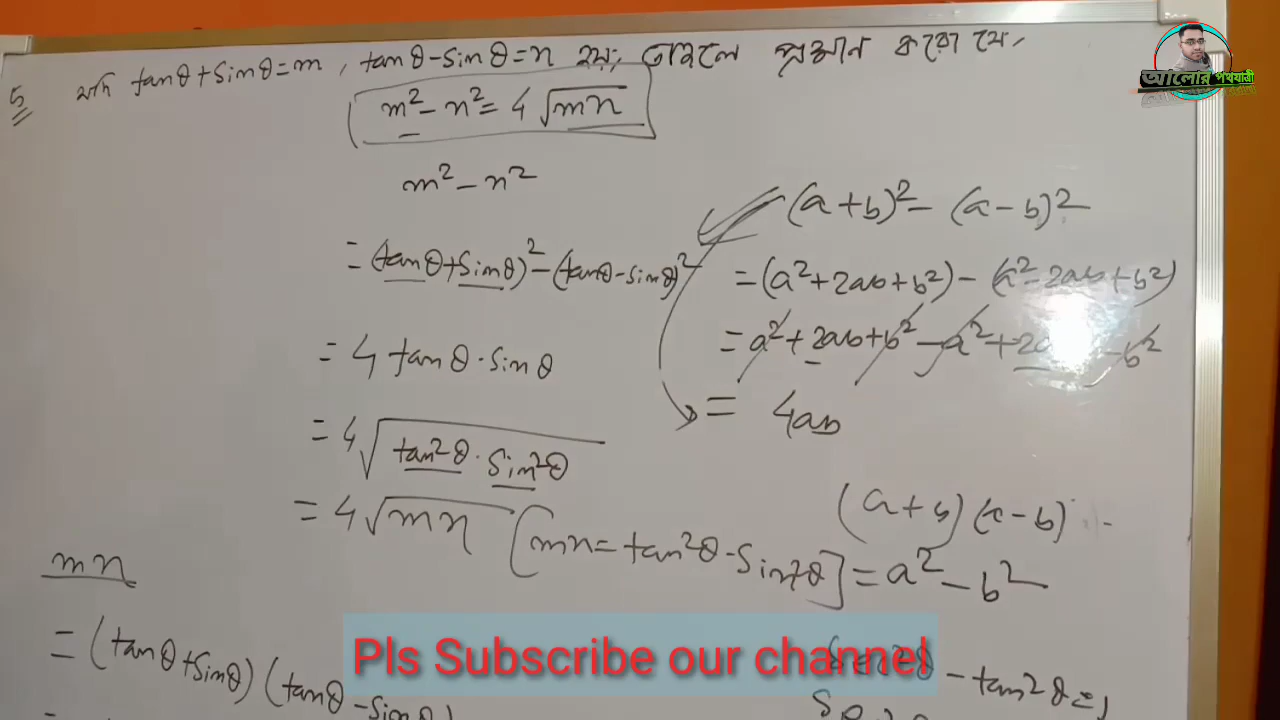 5 যদি tanθ+sinθ=m, tanθ-sinθ=n হয়, তাহলে প্রমান করো যে,
m²-n²=4√mn
m²-n²
=(tanθ+sinθ)²-(tanθ-sinθ)²
=4 tanθ·sinθ
=4√tan²θ·sin²θ
=4√mn [mn=tan²θ-sin²θ]
(a+b)²-(a-b)²
=(a²+2ab+b²)-(a²-2ab+b²)
=a²+2ab+b²-a²+2ab-b²
=4ab
(a+b)(a-b)
=a²-b²
mn
=(tanθ+sinθ)(tanθ-sinθ)
sec²θ-tan²θ=1
আলোর পথযাত্রী
Pls Subscribe our channel